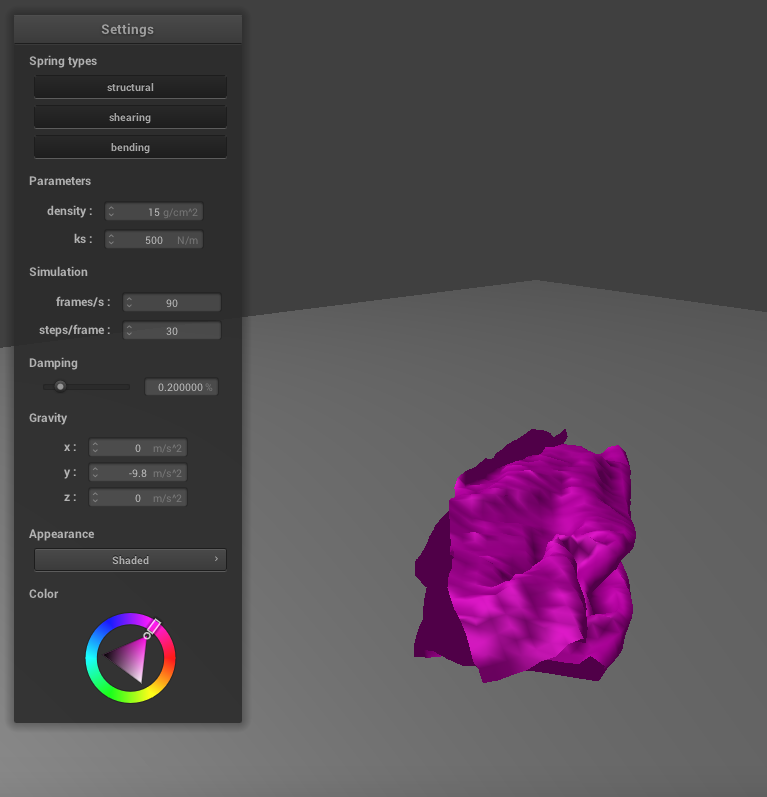 Settings
Spring types
structural
shearing
bending
Parameters
density : 15 g/cm^2
ks : 500 N/m
Simulation
frames/s : 90
steps/frame : 30
Damping
0.200000 %
Gravity
x : 0 m/s^2
y : -9.8 m/s^2
z : 0 m/s^2
Appearance
Shaded
Color